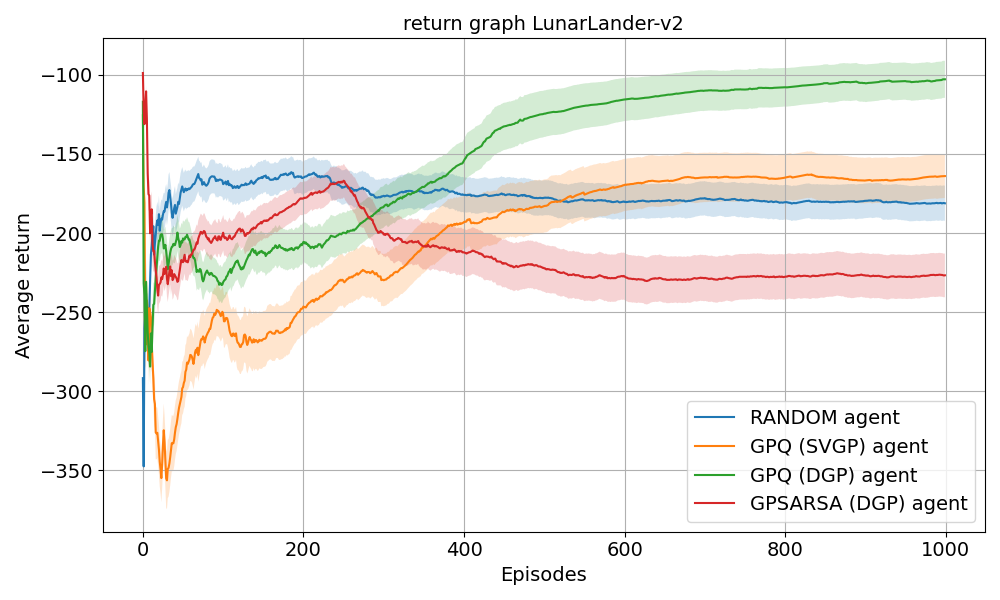 return graph LunarLander-v2
Average return
−100
−150
−200
−250
−300
−350
0
200
400
600
800
1000
Episodes
RANDOM agent
GPQ (SVGP) agent
GPQ (DGP) agent
GPSARSA (DGP) agent